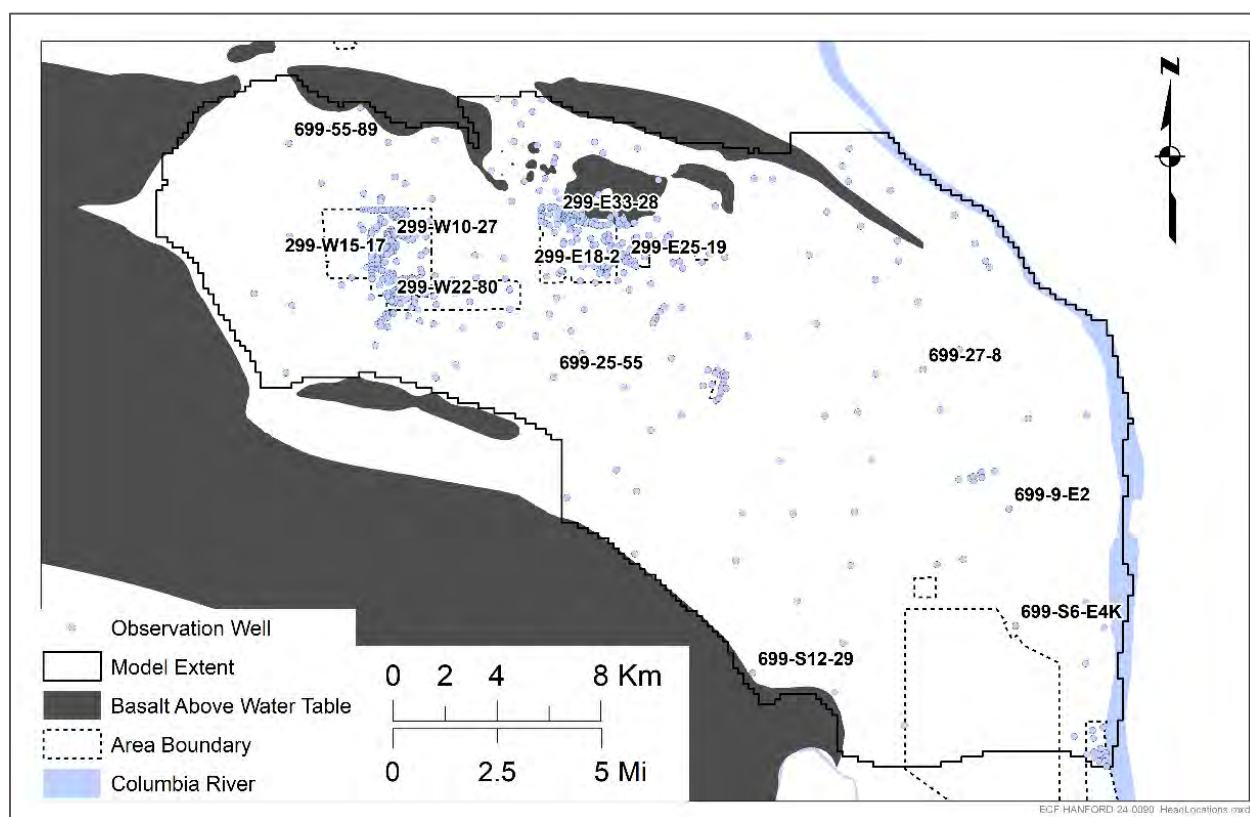 N
699-55-89
299-E33-28
299-W10-27
299-W15-17
299-E25-19
299-E18-2
299-W22-80
699-25-55
699-27-8
699-9-E2
699-S6-E4K
699-S12-29
Observation Well
Model Extent
Basalt Above Water Table
Area Boundary
Columbia River
0 2 4 8 Km
0 2.5 5 Mi
ECF HANFORD 24 0090 HeadLocations.mxd